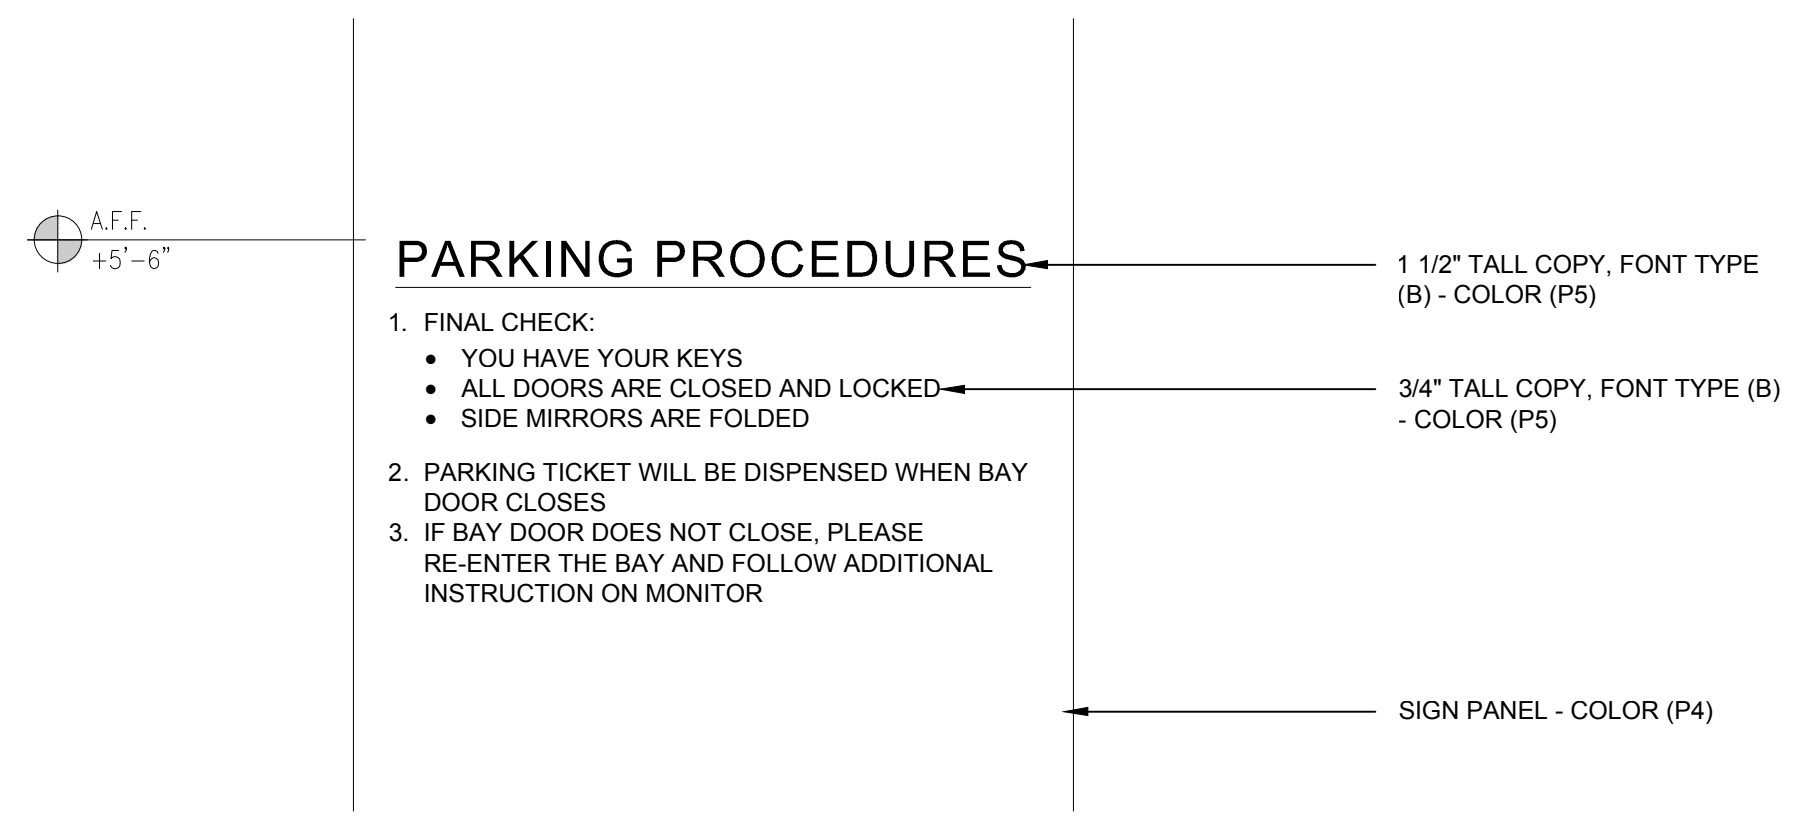 A.F.F.
+5'-6"
PARKING PROCEDURES
1. FINAL CHECK:
• YOU HAVE YOUR KEYS
• ALL DOORS ARE CLOSED AND LOCKED
• SIDE MIRRORS ARE FOLDED
2. PARKING TICKET WILL BE DISPENSED WHEN BAY
DOOR CLOSES
3. IF BAY DOOR DOES NOT CLOSE, PLEASE
RE-ENTER THE BAY AND FOLLOW ADDITIONAL
INSTRUCTION ON MONITOR
1 1/2" TALL COPY, FONT TYPE
(B) - COLOR (P5)
3/4" TALL COPY, FONT TYPE (B)
- COLOR (P5)
SIGN PANEL - COLOR (P4)